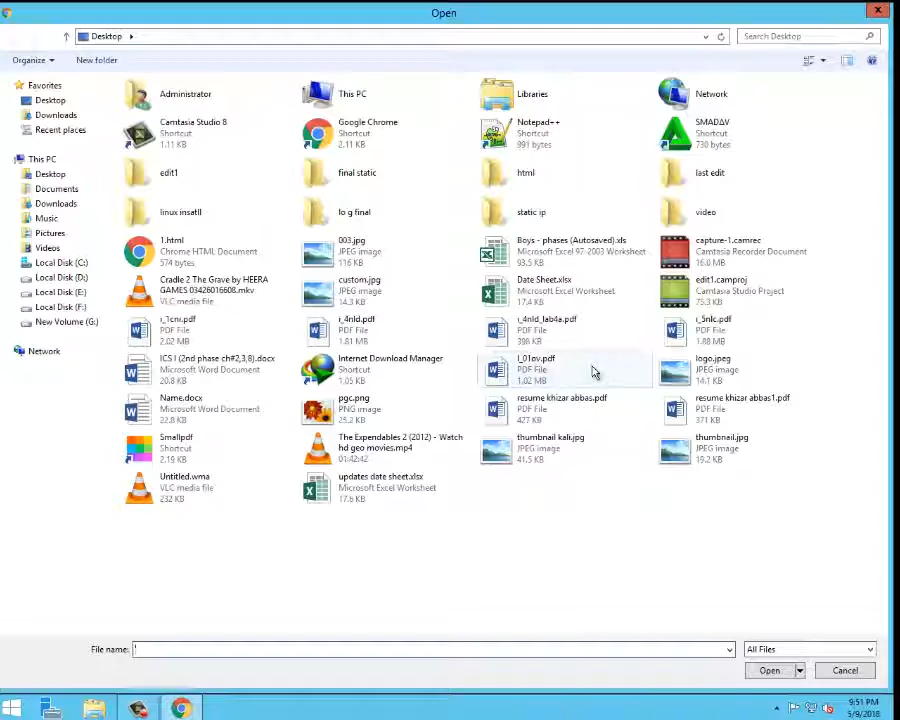 Open
Desktop
Search Desktop
Organize
New folder
Favorites
Desktop
Downloads
Recent places
This PC
Desktop
Documents
Downloads
Music
Pictures
Videos
Local Disk (C:)
Local Disk (D:)
Local Disk (E:)
Local Disk (F:)
New Volume (G:)
Network
Administrator
This PC
Libraries
Network
Camtasia Studio 8
Shortcut
1.11 KB
Google Chrome
Shortcut
2.11 KB
Notepad++
Shortcut
991 bytes
SMADAV
Shortcut
730 bytes
edit1
final static
html
last edit
linux insatll
lo g final
static ip
video
1.html
Chrome HTML Document
574 bytes
003.jpg
JPEG image
116 KB
Boys - phases (Autosaved).xls
Microsoft Excel 97-2003 Worksheet
93.5 KB
capture-1.camrec
Camtasia Recorder Document
16.0 MB
Cradle 2 The Grave by HEERA
GAMES 03426016608.mkv
VLC media file
custom.jpg
JPEG image
14.3 KB
Date Sheet.xlsx
Microsoft Excel Worksheet
17.4 KB
edit1.camproj
Camtasia Studio Project
75.3 KB
PDF File
2.02 MB
i_4nld.pdf
PDF File
1.81 MB
i_4nld_lab4a.pdf
PDF File
398 KB
i_5nlc.pdf
PDF File
1.88 MB
ICS I (2nd phase ch#2,3,8).docx
Microsoft Word Document
20.8 KB
Internet Download Manager
Shortcut
1.05 KB
PDF File
1.02 MB
logo.jpeg
JPEG image
14.1 KB
Name.docx
Microsoft Word Document
22.8 KB
pgc.png
PNG image
25.2 KB
resume khizar abbas.pdf
PDF File
427 KB
resume khizar abbas1.pdf
PDF File
371 KB
Smallpdf
Shortcut
2.19 KB
The Expendables 2 (2012) - Watch
hd geo movies.mp4
01:42:42
thumbnail kali.jpg
JPEG image
41.5 KB
thumbnail.jpg
JPEG image
19.2 KB
Untitled.wma
VLC media file
232 KB
updates date sheet.xlsx
Microsoft Excel Worksheet
17.6 KB
File name:
All Files
Open
Cancel
9:51 PM
5/9/2018